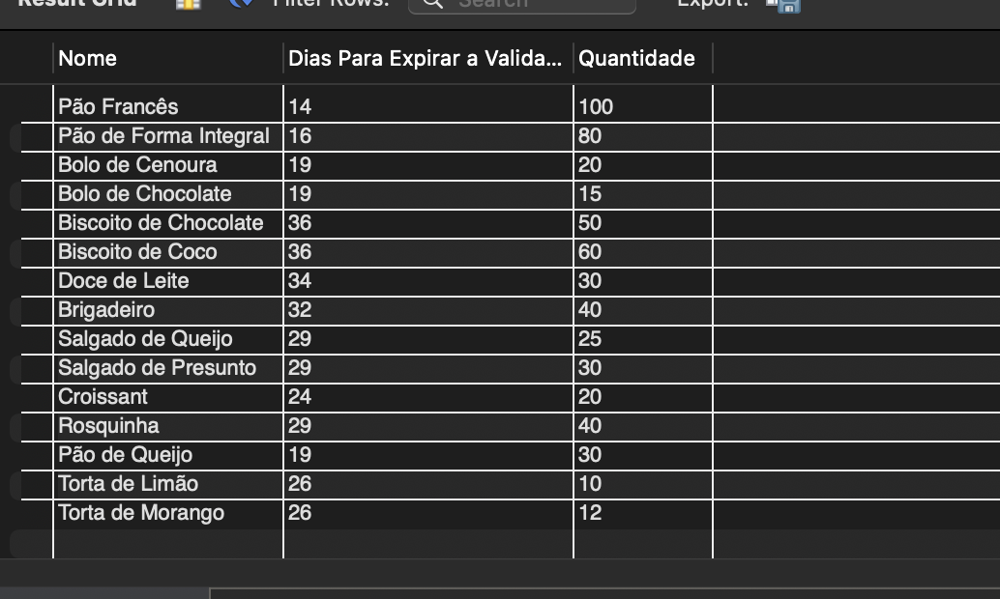 Result Grid Filter Rows: Search Export:
Nome Dias Para Expirar a Valida... Quantidade
Pão Francês 14 100
Pão de Forma Integral 16 80
Bolo de Cenoura 19 20
Bolo de Chocolate 19 15
Biscoito de Chocolate 36 50
Biscoito de Coco 36 60
Doce de Leite 34 30
Brigadeiro 32 40
Salgado de Queijo 29 25
Salgado de Presunto 29 30
Croissant 24 20
Rosquinha 29 40
Pão de Queijo 19 30
Torta de Limão 26 10
Torta de Morango 26 12